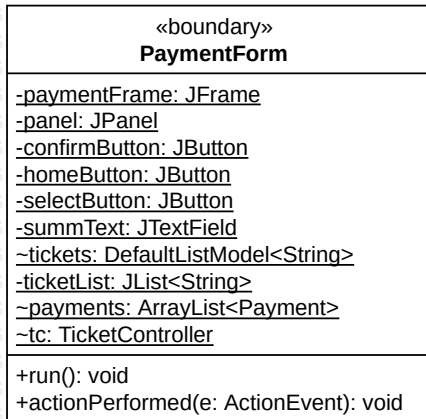 «boundary»
PaymentForm
-paymentFrame: JFrame
-panel: JPanel
-confirmButton: JButton
-homeButton: JButton
-selectButton: JButton
-summText: JTextField
~tickets: DefaultListModel<String>
-ticketList: JList<String>
~payments: ArrayList<Payment>
~tc: TicketController
+run(): void
+actionPerformed(e: ActionEvent): void